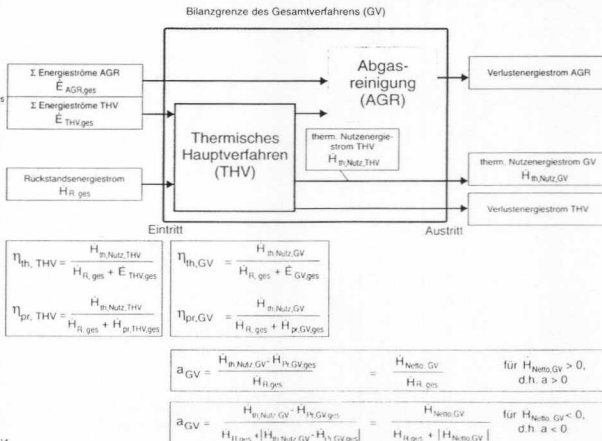 Bilanzgrenze des Gesamtverfahrens (GV)
Σ Energieströme AGR
Ė AGR,ges
Σ Energieströme THV
Ė THV,ges
Rückstandsenergiestrom
Ḣ R, ges
Thermisches
Hauptverfahren
(THV)
Abgas-
reinigung
(AGR)
therm. Nutzenergie-
strom THV
Ḣ th,Nutz,THV
Verlustenergiestrom AGR
therm. Nutzenergiestrom GV
Ḣ th,Nutz,GV
Verlustenergiestrom THV
Eintritt
Austritt
η th, THV = Ḣ th,Nutz,THV / Ḣ R, ges + Ė THV,ges
η pr, THV = Ḣ th,Nutz,THV / Ḣ R, ges + Ḣ pr,THV,ges
η th,GV = Ḣ th,Nutz,GV / Ḣ R, ges + Ė GV,ges
η pr,GV = Ḣ th,Nutz,GV / Ḣ R, ges + Ḣ pr,GV,ges
a GV = Ḣ th,Nutz,GV - Ḣ Pr,GV,ges / Ḣ R,ges = Ḣ Netto, GV / Ḣ R, ges für Ḣ Netto,GV > 0,
d.h. a > 0
a GV = Ḣ th,Nutz,GV - Ḣ Pr,GV,ges / Ḣ R,ges + |Ḣ th,Nutz,GV - Ḣ Pr,GV,ges| = Ḣ Netto,GV / Ḣ R,ges + |Ḣ Netto,GV| für Ḣ Netto,GV < 0,
d.h. a < 0